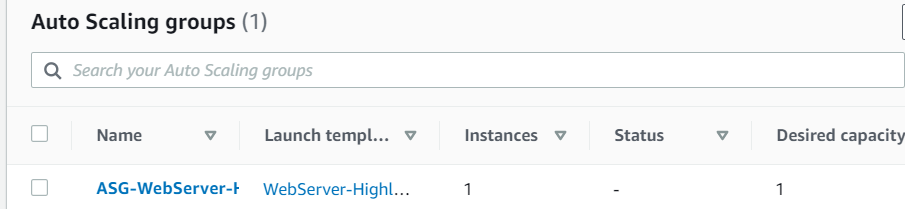 Auto Scaling groups (1)
Search your Auto Scaling groups
Name Launch templ... Instances Status Desired capacity
ASG-WebServer-H WebServer-Highl... 1 - 1